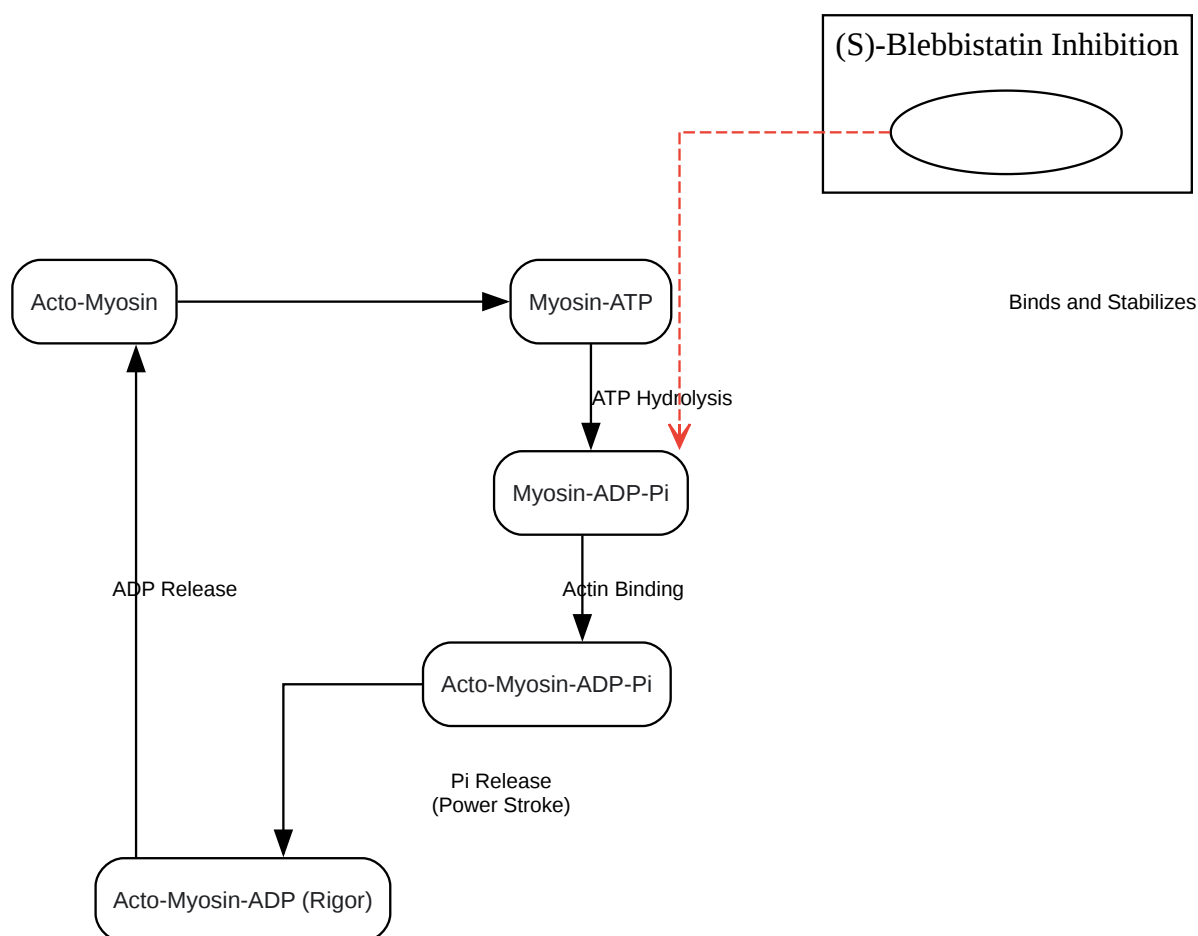 (S)-Blebbistatin Inhibition
Acto-Myosin
Myosin-ATP
Binds and Stabilizes
ATP Hydrolysis
Myosin-ADP-Pi
ADP Release
Actin Binding
Acto-Myosin-ADP-Pi
Pi Release
(Power Stroke)
Acto-Myosin-ADP (Rigor)